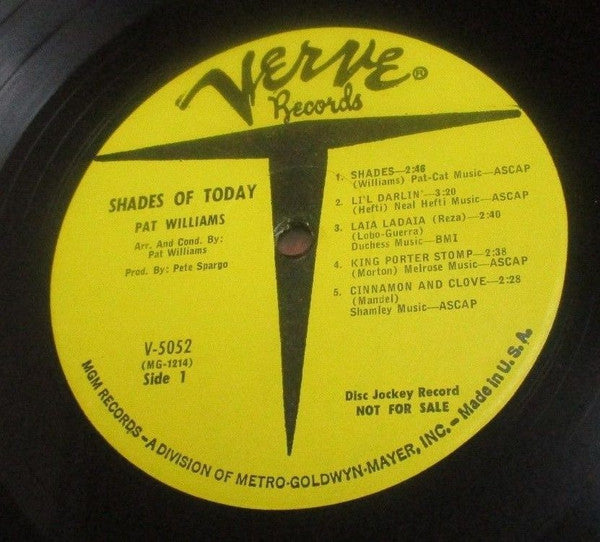 Verve ®
Records
SHADES OF TODAY
PAT WILLIAMS
Arr. And Cond. By:
Pat Williams
Prod. By: Pete Spargo
V-5052
(MG-1214)
Side 1
1. SHADES—2:46
(Williams) Pat-Cat Music—ASCAP
2. LI'L DARLIN'—3:20
(Hefti) Neal Hefti Music—ASCAP
3. LAIA LADAIA (Reza)—2:40
(Lobo-Guerra)
Duchess Music—BMI
4. KING PORTER STOMP—2:38
(Morton) Melrose Music—ASCAP
5. CINNAMON AND CLOVE—2:28
(Mandel)
Shamley Music—ASCAP
Disc Jockey Record
NOT FOR SALE
MGM RECORDS—A DIVISION OF METRO-GOLDWYN-MAYER, INC.—Made in U. S. A.